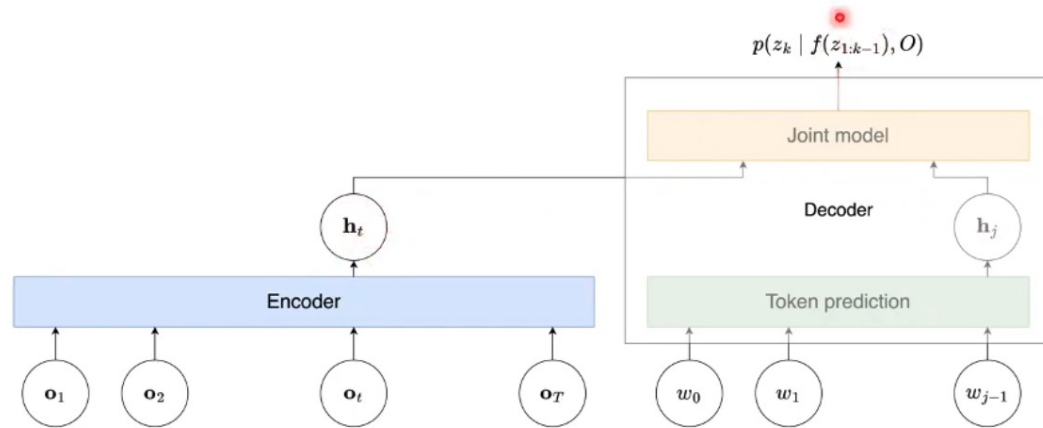 p(z_k | f(z_{1:k-1}), O)
Joint model
h_t
Decoder
h_j
Encoder
Token prediction
o_1 o_2 o_t o_T w_0 w_1 w_{j-1}